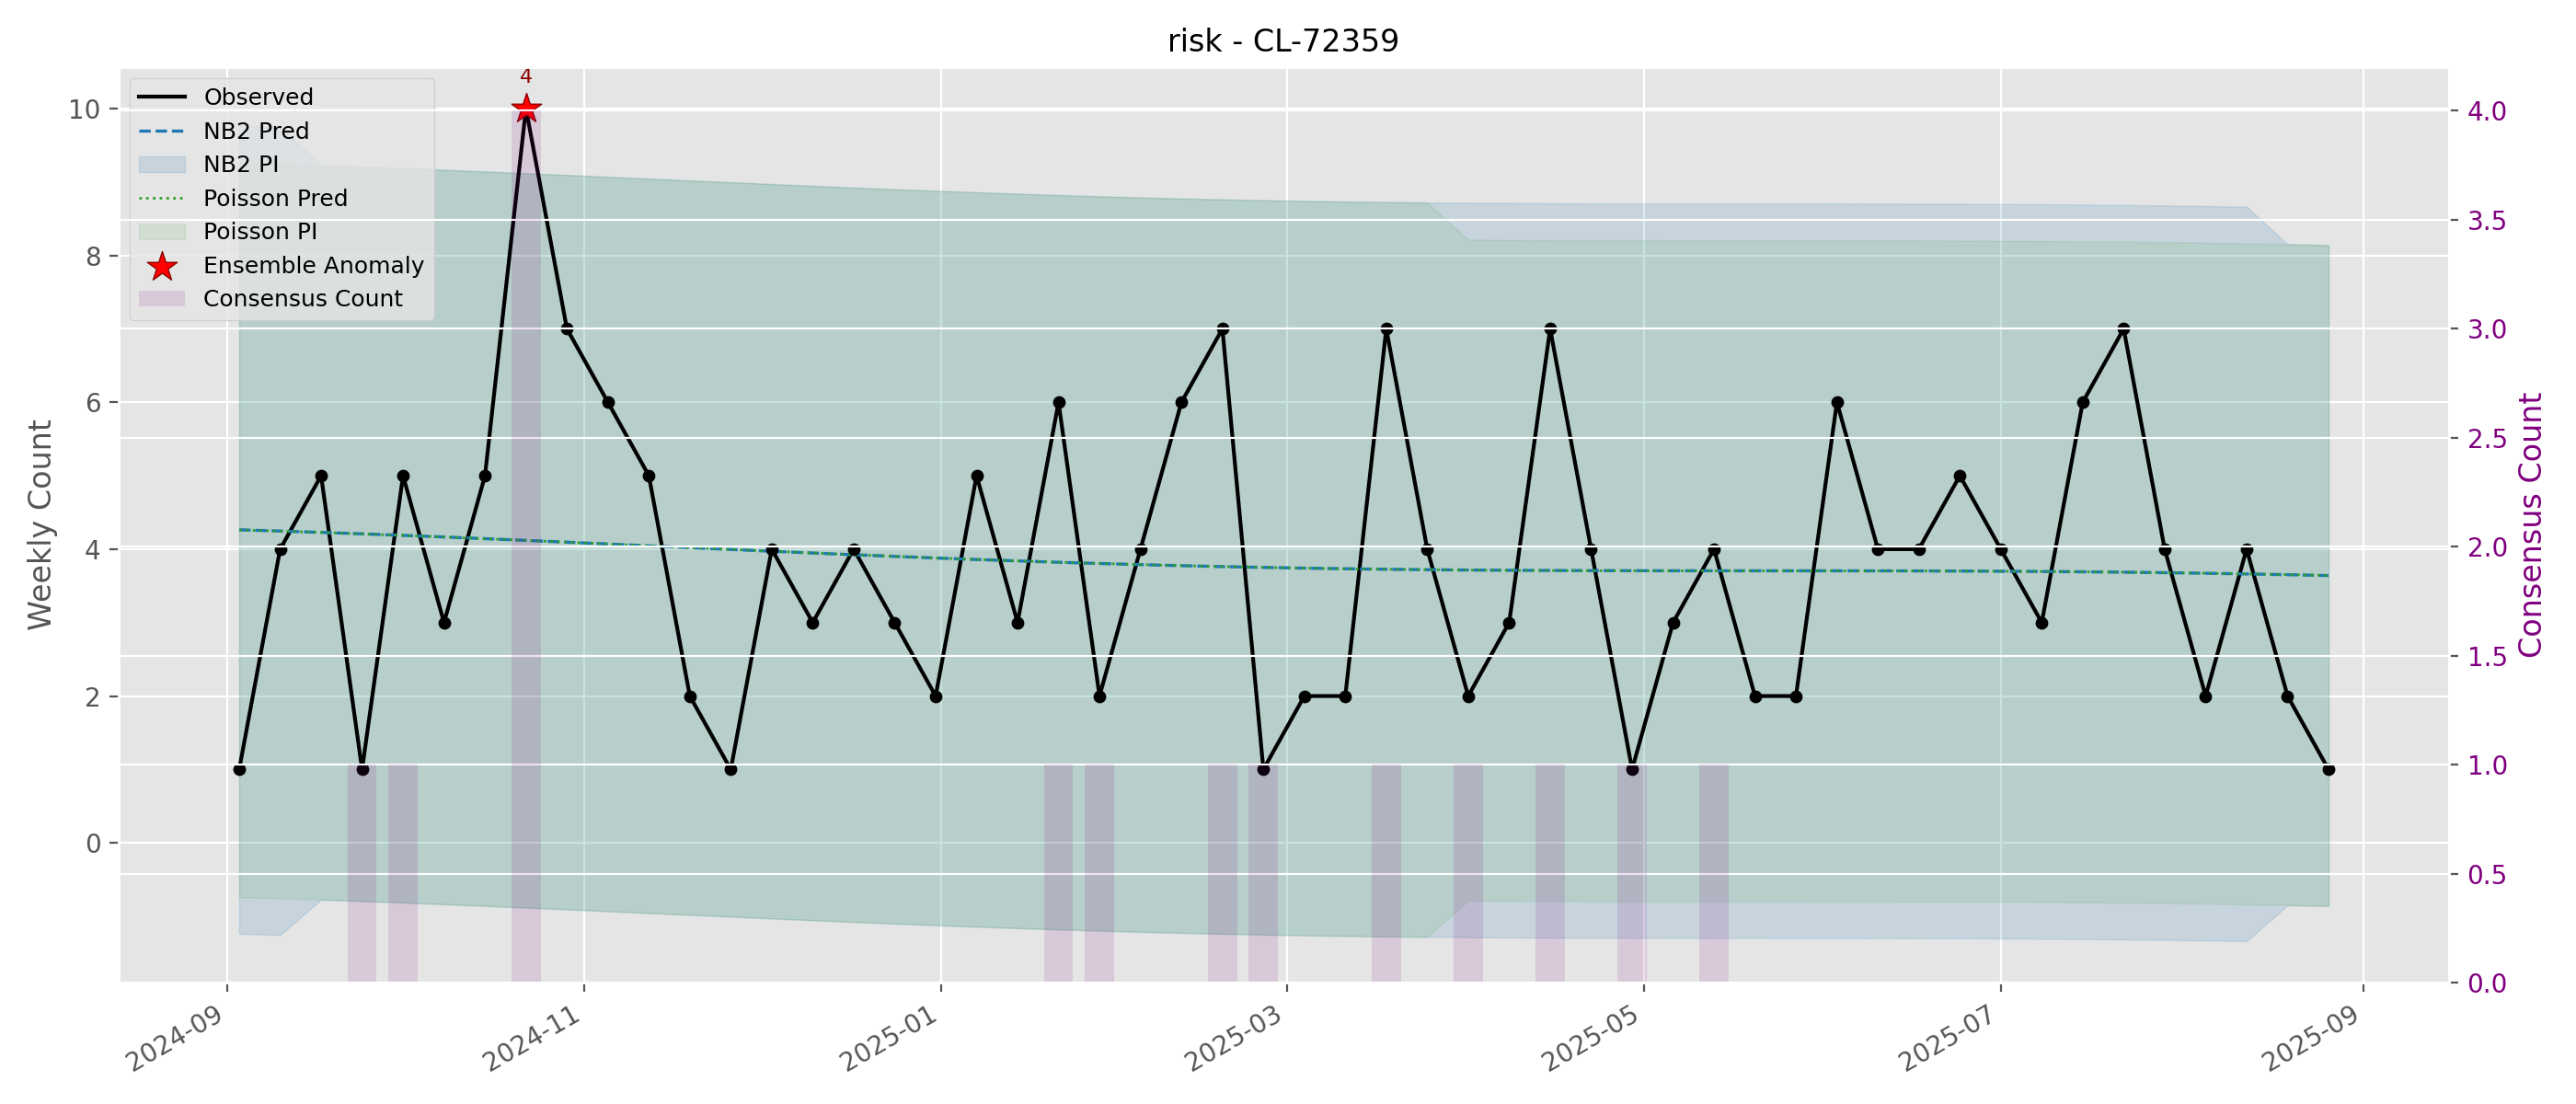 risk - CL-72359
4
Observed
NB2 Pred
NB2 PI
Poisson Pred
Poisson PI
Ensemble Anomaly
Consensus Count
Weekly Count
10
8
6
4
2
0
4.0
3.5
3.0
2.5
2.0
1.5
1.0
0.5
0.0
Consensus Count
2024-09
2024-11
2025-01
2025-03
2025-05
2025-07
2025-09